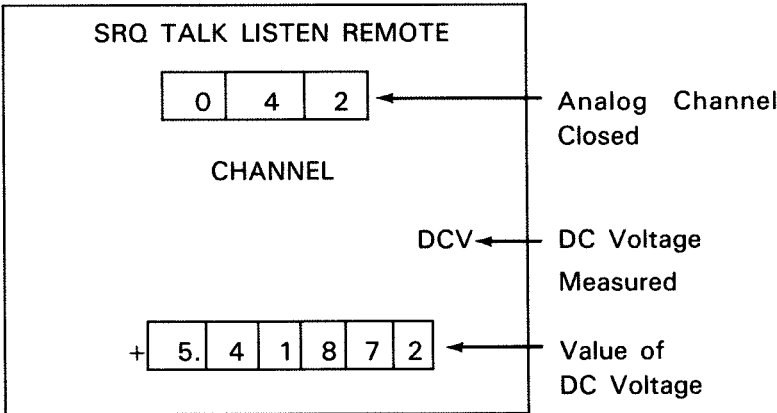 SRQ TALK LISTEN REMOTE
0 4 2
Analog Channel
Closed
CHANNEL
DCV
DC Voltage
Measured
+ 5. 4 1 8 7 2
Value of
DC Voltage